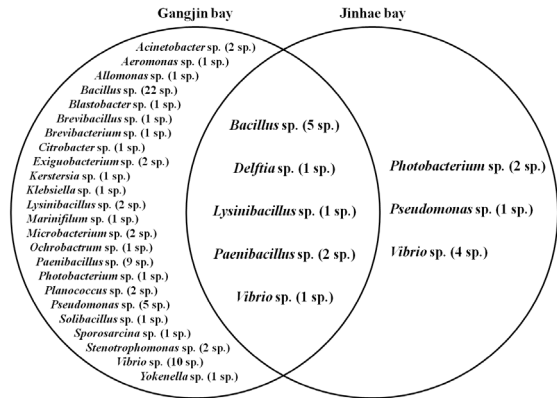 Gangjin bay
Jinhae bay
Acinetobacter sp. (2 sp.)
Aeromonas sp. (1 sp.)
Allomonas sp. (1 sp.)
Bacillus sp. (22 sp.)
Blastobacter sp. (1 sp.)
Brevibacillus sp. (1 sp.)
Brevibacterium sp. (1 sp.)
Citrobacter sp. (1 sp.)
Exiguobacterium sp. (2 sp.)
Kerstersia sp. (1 sp.)
Klebsiella sp. (1 sp.)
Lysinibacillus sp. (2 sp.)
Marinifilum sp. (1 sp.)
Microbacterium sp. (2 sp.)
Ochrobactrum sp. (1 sp.)
Paenibacillus sp. (9 sp.)
Photobacterium sp. (1 sp.)
Planococcus sp. (2 sp.)
Pseudomonas sp. (5 sp.)
Solibacillus sp. (1 sp.)
Sporosarcina sp. (1 sp.)
Stenotrophomonas sp. (2 sp.)
Vibrio sp. (10 sp.)
Yokenella sp. (1 sp.)
Bacillus sp. (5 sp.)
Delftia sp. (1 sp.)
Lysinibacillus sp. (1 sp.)
Paenibacillus sp. (2 sp.)
Vibrio sp. (1 sp.)
Photobacterium sp. (2 sp.)
Pseudomonas sp. (1 sp.)
Vibrio sp. (4 sp.)